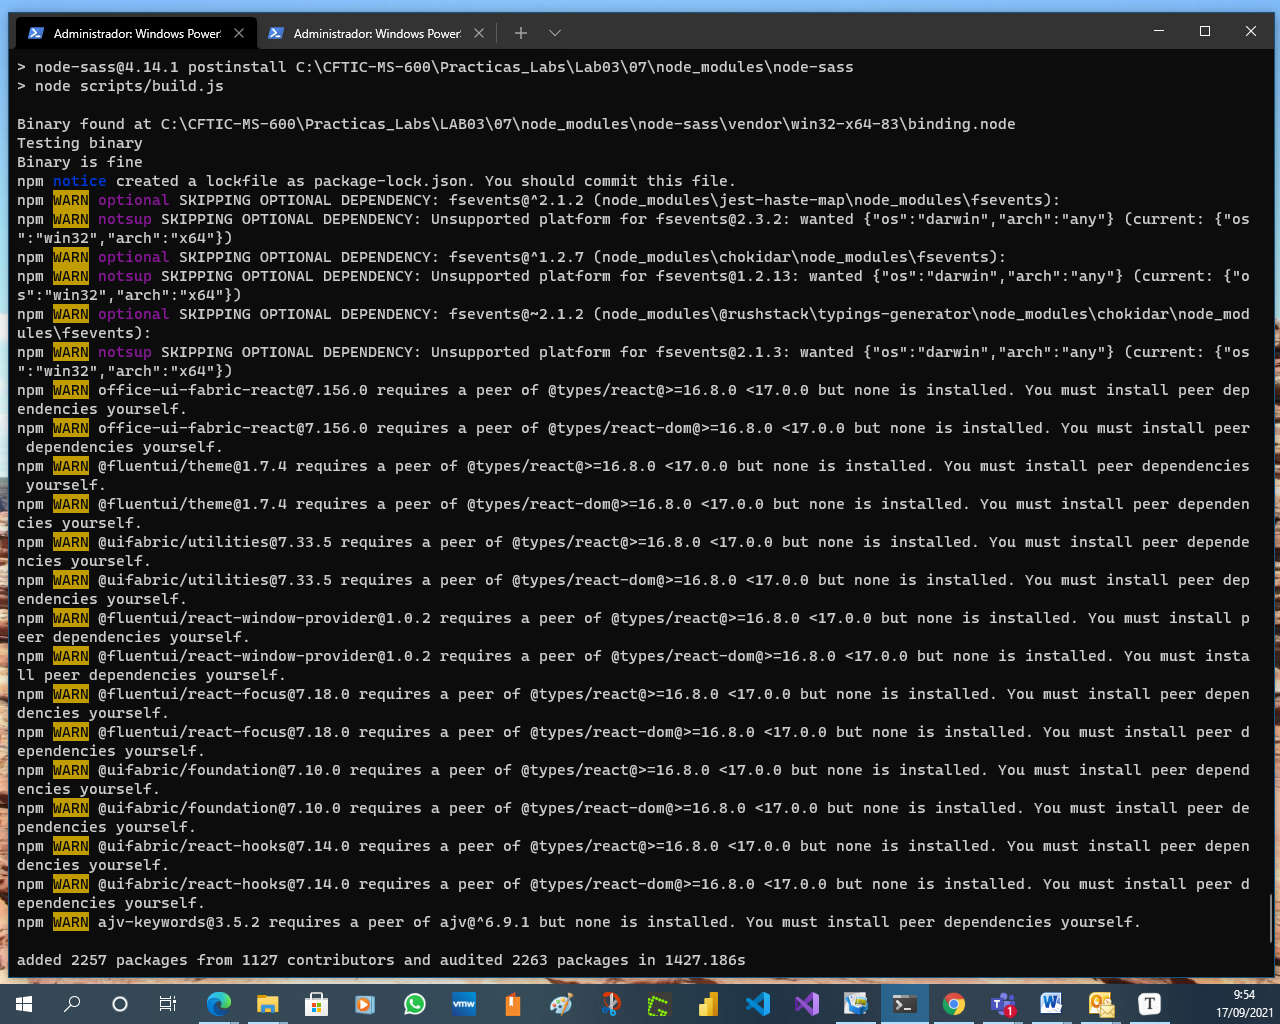 Administrador: Windows Power
Administrador: Windows Power
> node-sass@4.14.1 postinstall C:\CFTIC-MS-600\Practicas_Labs\Lab03\07\node_modules\node-sass
> node scripts/build.js
Binary found at C:\CFTIC-MS-600\Practicas_Labs\LAB03\07\node_modules\node-sass\vendor\win32-x64-83\binding.node
Testing binary
Binary is fine
npm notice created a lockfile as package-lock.json. You should commit this file.
npm WARN optional SKIPPING OPTIONAL DEPENDENCY: fsevents@^2.1.2 (node_modules\jest-haste-map\node_modules\fsevents):
npm WARN notsup SKIPPING OPTIONAL DEPENDENCY: Unsupported platform for fsevents@2.3.2: wanted {"os":"darwin","arch":"any"} (current: {"os
":"win32","arch":"x64"})
npm WARN optional SKIPPING OPTIONAL DEPENDENCY: fsevents@^1.2.7 (node_modules\chokidar\node_modules\fsevents):
npm WARN notsup SKIPPING OPTIONAL DEPENDENCY: Unsupported platform for fsevents@1.2.13: wanted {"os":"darwin","arch":"any"} (current: {"o
s":"win32","arch":"x64"})
npm WARN optional SKIPPING OPTIONAL DEPENDENCY: fsevents@~2.1.2 (node_modules\@rushstack\typings-generator\node_modules\chokidar\node_mod
ules\fsevents):
npm WARN notsup SKIPPING OPTIONAL DEPENDENCY: Unsupported platform for fsevents@2.1.3: wanted {"os":"darwin","arch":"any"} (current: {"os
":"win32","arch":"x64"})
npm WARN office-ui-fabric-react@7.156.0 requires a peer of @types/react@>=16.8.0 <17.0.0 but none is installed. You must install peer dep
endencies yourself.
npm WARN office-ui-fabric-react@7.156.0 requires a peer of @types/react-dom@>=16.8.0 <17.0.0 but none is installed. You must install peer
 dependencies yourself.
npm WARN @fluentui/theme@1.7.4 requires a peer of @types/react@>=16.8.0 <17.0.0 but none is installed. You must install peer dependencies
 yourself.
npm WARN @fluentui/theme@1.7.4 requires a peer of @types/react-dom@>=16.8.0 <17.0.0 but none is installed. You must install peer dependen
cies yourself.
npm WARN @uifabric/utilities@7.33.5 requires a peer of @types/react@>=16.8.0 <17.0.0 but none is installed. You must install peer depende
ncies yourself.
npm WARN @uifabric/utilities@7.33.5 requires a peer of @types/react-dom@>=16.8.0 <17.0.0 but none is installed. You must install peer dep
endencies yourself.
npm WARN @fluentui/react-window-provider@1.0.2 requires a peer of @types/react@>=16.8.0 <17.0.0 but none is installed. You must install p
eer dependencies yourself.
npm WARN @fluentui/react-window-provider@1.0.2 requires a peer of @types/react-dom@>=16.8.0 <17.0.0 but none is installed. You must insta
ll peer dependencies yourself.
npm WARN @fluentui/react-focus@7.18.0 requires a peer of @types/react@>=16.8.0 <17.0.0 but none is installed. You must install peer depen
dencies yourself.
npm WARN @fluentui/react-focus@7.18.0 requires a peer of @types/react-dom@>=16.8.0 <17.0.0 but none is installed. You must install peer d
ependencies yourself.
npm WARN @uifabric/foundation@7.10.0 requires a peer of @types/react@>=16.8.0 <17.0.0 but none is installed. You must install peer depend
encies yourself.
npm WARN @uifabric/foundation@7.10.0 requires a peer of @types/react-dom@>=16.8.0 <17.0.0 but none is installed. You must install peer de
pendencies yourself.
npm WARN @uifabric/react-hooks@7.14.0 requires a peer of @types/react@>=16.8.0 <17.0.0 but none is installed. You must install peer depen
dencies yourself.
npm WARN @uifabric/react-hooks@7.14.0 requires a peer of @types/react-dom@>=16.8.0 <17.0.0 but none is installed. You must install peer d
ependencies yourself.
npm WARN ajv-keywords@3.5.2 requires a peer of ajv@^6.9.1 but none is installed. You must install peer dependencies yourself.
added 2257 packages from 1127 contributors and audited 2263 packages in 1427.186s
vmw
1
T
9:54
17/09/2021